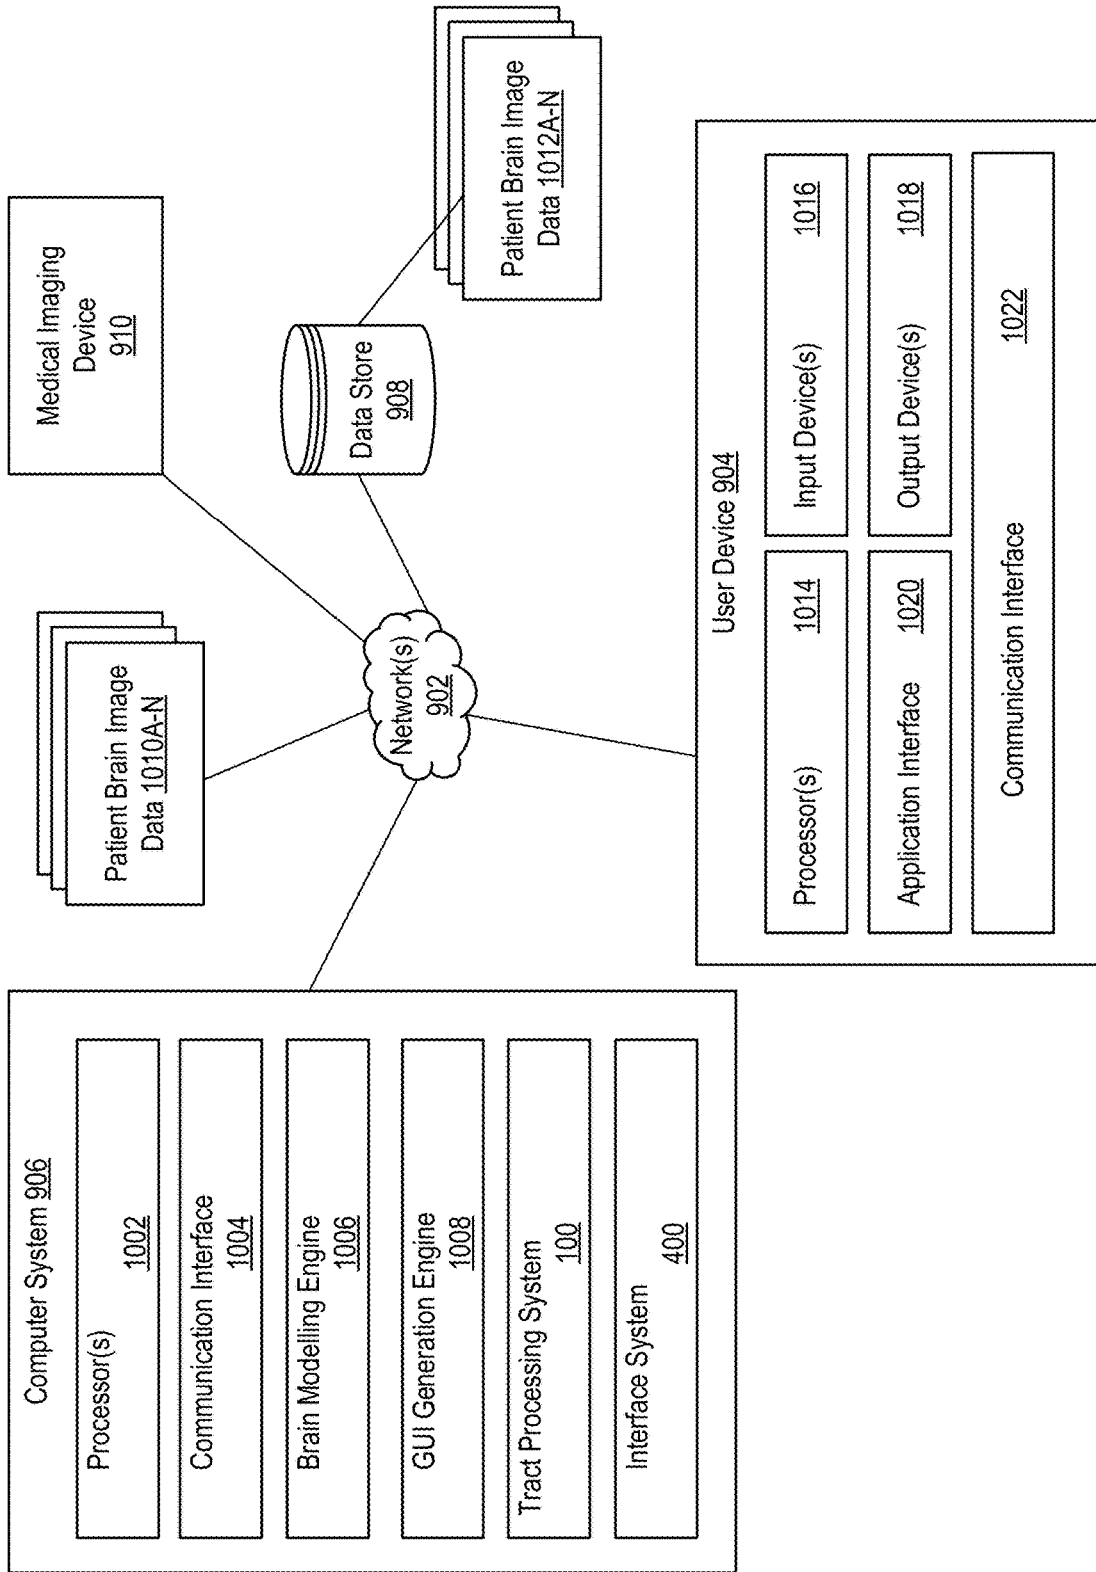 Computer System 906
Processor(s)
1002
Communication Interface
1004
Brain Modelling Engine
1006
GUI Generation Engine
1008
Tract Processing System
100
Interface System
400
Patient Brain Image
Data 1010A-N
Medical Imaging
Device
910
Network(s)
902
Data Store
908
Patient Brain Image
Data 1012A-N
User Device 904
Processor(s)
1014
Input Device(s)
1016
Application Interface
1020
Output Device(s)
1018
Communication Interface
1022